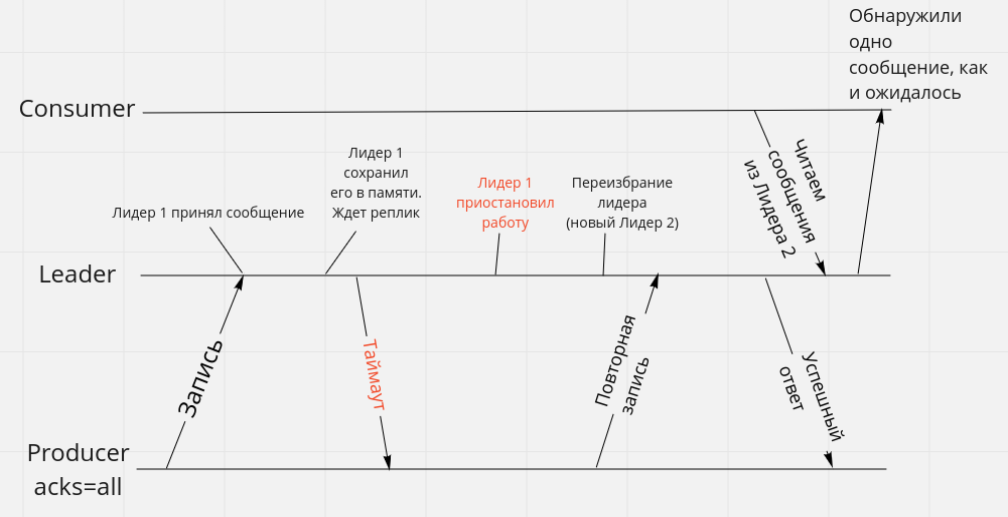 Обнаружили
одно
сообщение, как
и ожидалось
Consumer
Лидер 1
сохранил
его в памяти.
Ждет реплик
Читаем
сообщения
из Лидера 2
Лидер 1
приостановил
работу
Переизбрание
лидера
(новый Лидер 2)
Лидер 1 принял сообщение
Leader
Запись
Таймаут
Повторная
запись
Успешный
ответ
Producer
acks=all